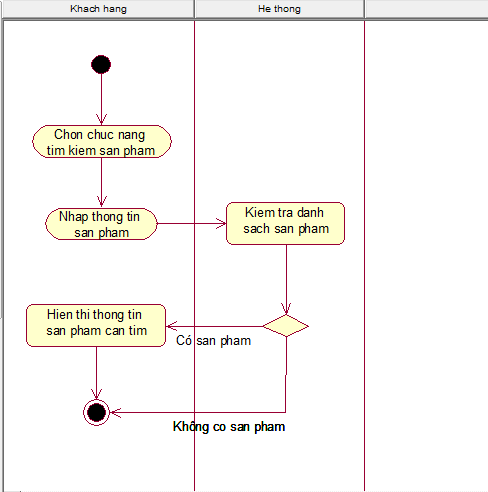 Khach hang
He thong
Chon chuc nang
tim kiem san pham
Nhap thong tin
san pham
Kiem tra danh
sach san pham
Hien thi thong tin
san pham can tim
Có san pham
Không co san pham